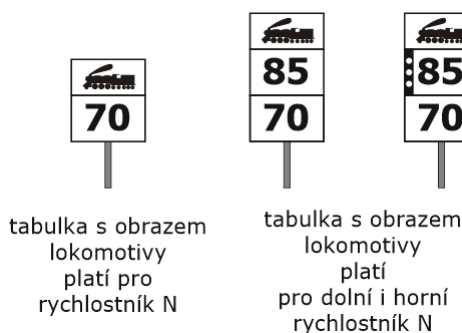 70
85
70
85
70
tabulka s obrazem
lokomotivy
platí pro
rychlostník N
tabulka s obrazem
lokomotivy
platí
pro dolní i horní
rychlostník N